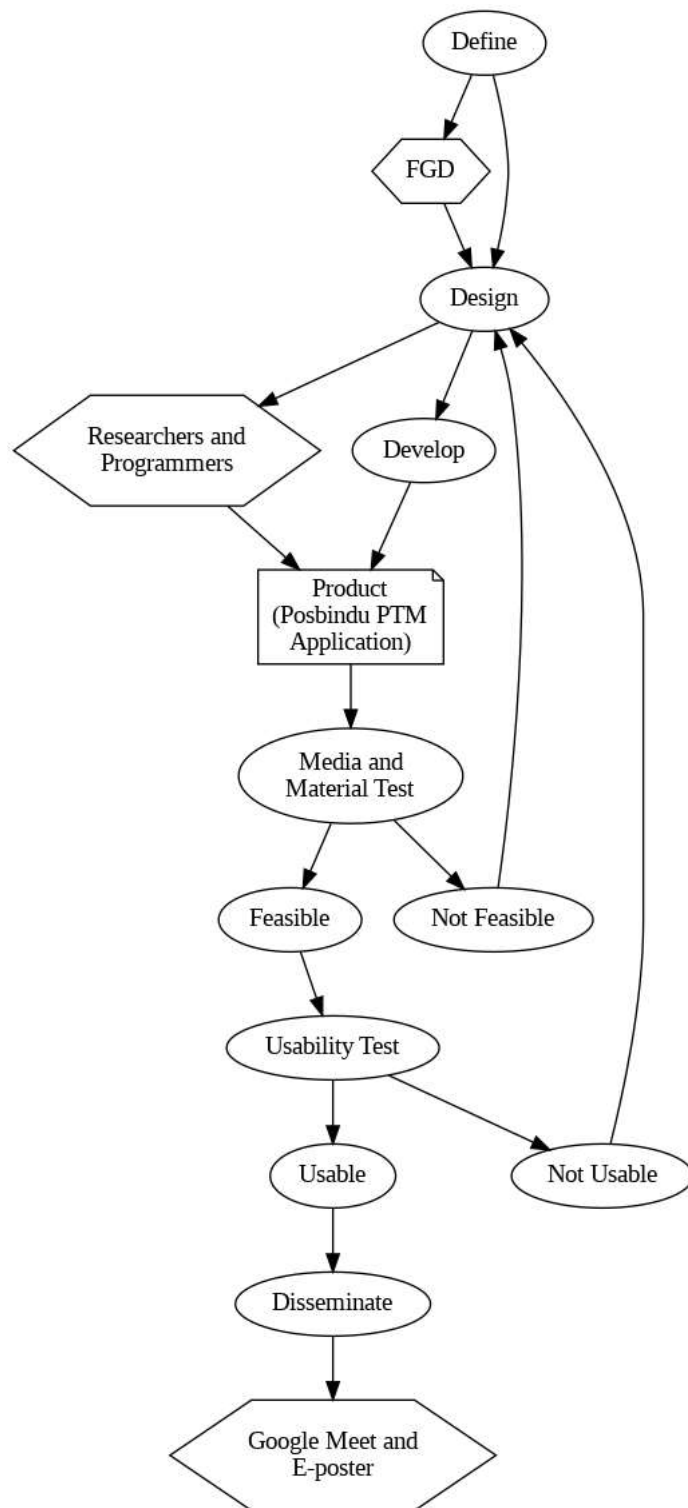 Define
FGD
Design
Researchers and
Programmers
Develop
Product
(Posbindu PTM
Application)
Media and
Material Test
Feasible
Not Feasible
Usability Test
Usable
Not Usable
Disseminate
Google Meet and
E-poster